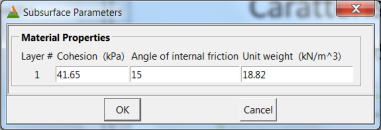 Subsurface Parameters
Material Properties
Layer # Cohesion (kPa) Angle of internal friction Unit weight (kN/m^3)
1 41.65 15 18.82
OK Cancel